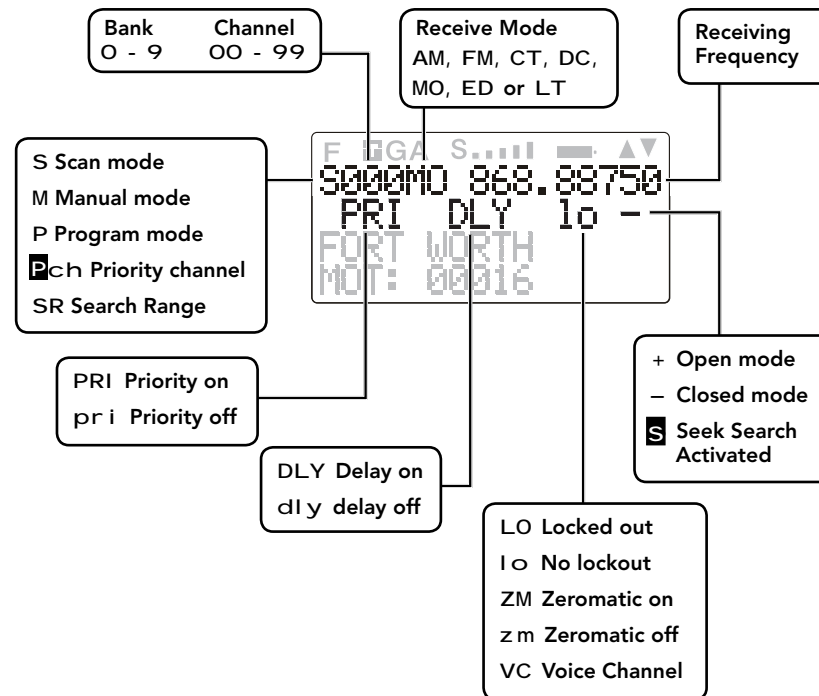 Bank Channel
0 - 9 00 - 99
Receive Mode
AM, FM, CT, DC,
MO, ED or LT
Receiving
Frequency
F PGA S
S000MO 868.88750
PRI DLY lo –
FORT WORTH
MOT: 00016
S Scan mode
M Manual mode
P Program mode
Pch Priority channel
SR Search Range
PRI Priority on
pri Priority off
DLY Delay on
dly delay off
+ Open mode
– Closed mode
S Seek Search
Activated
LO Locked out
lo No lockout
ZM Zeromatic on
zm Zeromatic off
VC Voice Channel